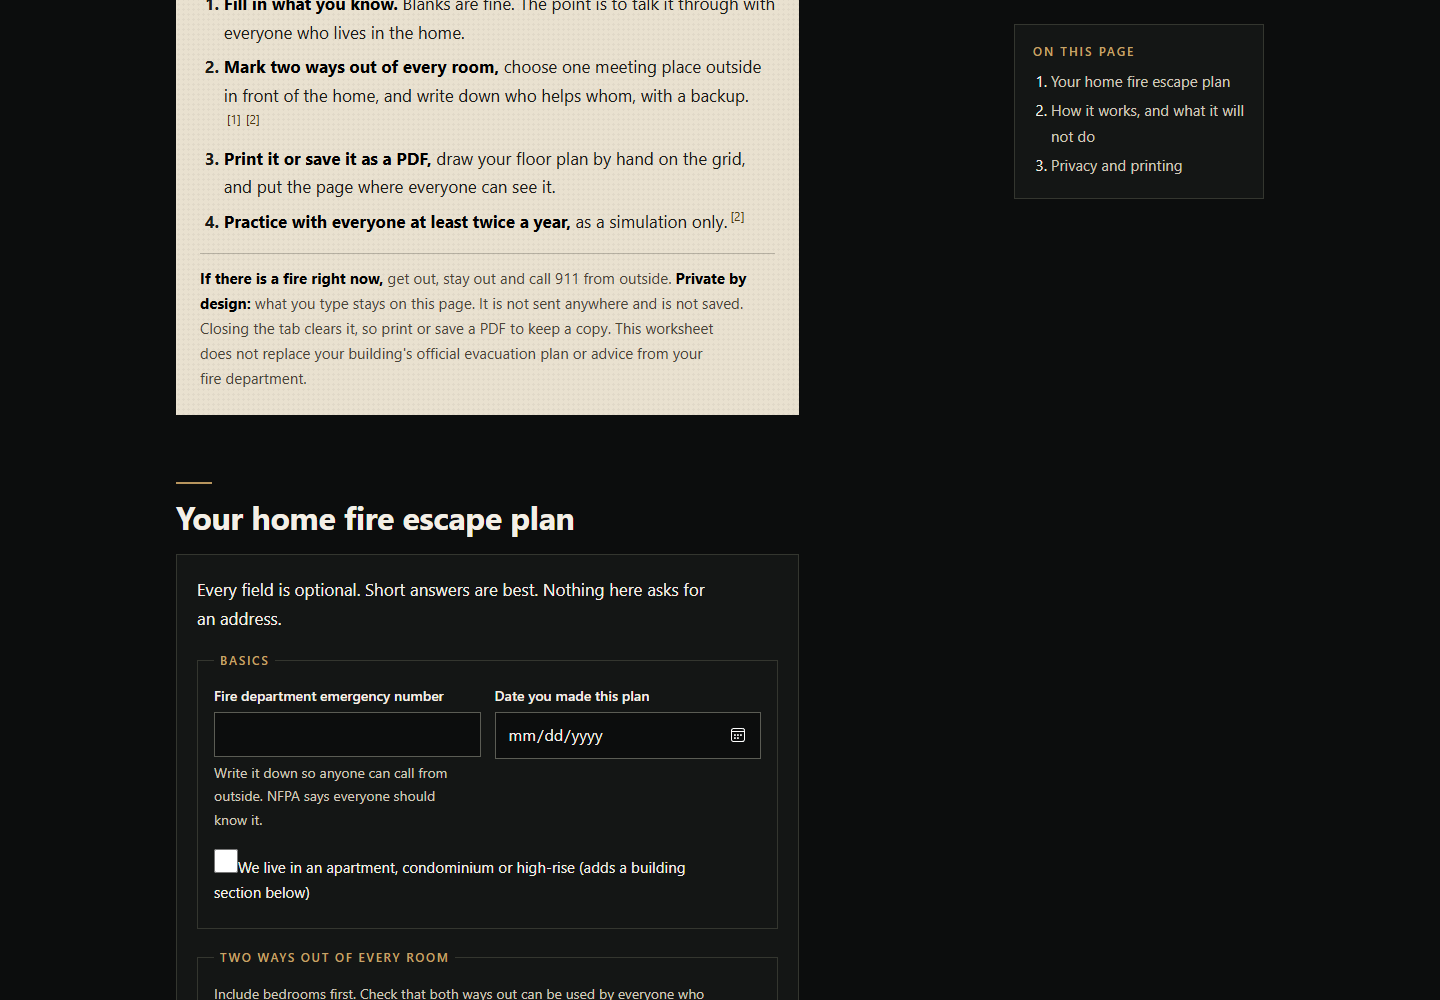 1. Fill in what you know. Blanks are fine. The point is to talk it through with
everyone who lives in the home.
2. Mark two ways out of every room, choose one meeting place outside
in front of the home, and write down who helps whom, with a backup.
[1] [2]
3. Print it or save it as a PDF, draw your floor plan by hand on the grid,
and put the page where everyone can see it.
4. Practice with everyone at least twice a year, as a simulation only. [2]
If there is a fire right now, get out, stay out and call 911 from outside. Private by
design: what you type stays on this page. It is not sent anywhere and is not saved.
Closing the tab clears it, so print or save a PDF to keep a copy. This worksheet
does not replace your building's official evacuation plan or advice from your
fire department.
ON THIS PAGE
1. Your home fire escape plan
2. How it works, and what it will
not do
3. Privacy and printing
Your home fire escape plan
Every field is optional. Short answers are best. Nothing here asks for
an address.
BASICS
Fire department emergency number
Date you made this plan
mm/dd/yyyy
Write it down so anyone can call from
outside. NFPA says everyone should
know it.
We live in an apartment, condominium or high-rise (adds a building
section below)
TWO WAYS OUT OF EVERY ROOM
Include bedrooms first. Check that both ways out can be used by everyone who